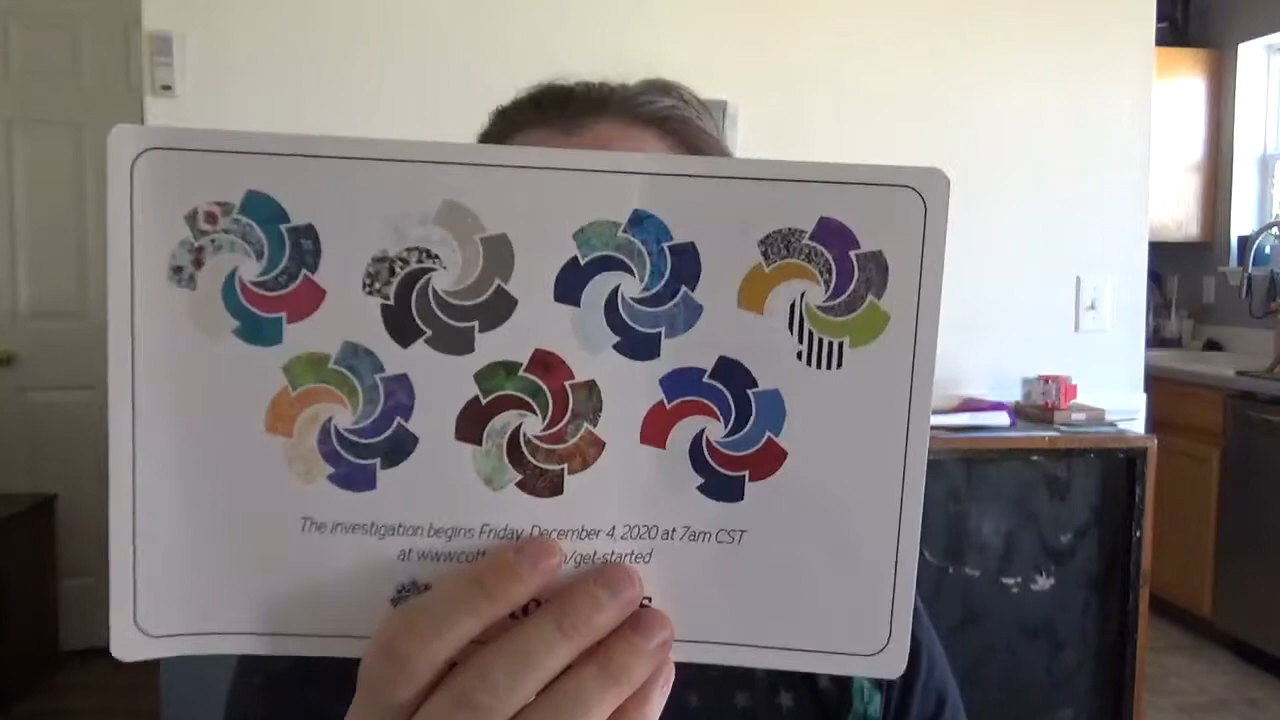 The investigation begins Friday, December 4, 2020 at 7am CST
at www.cott /get-started